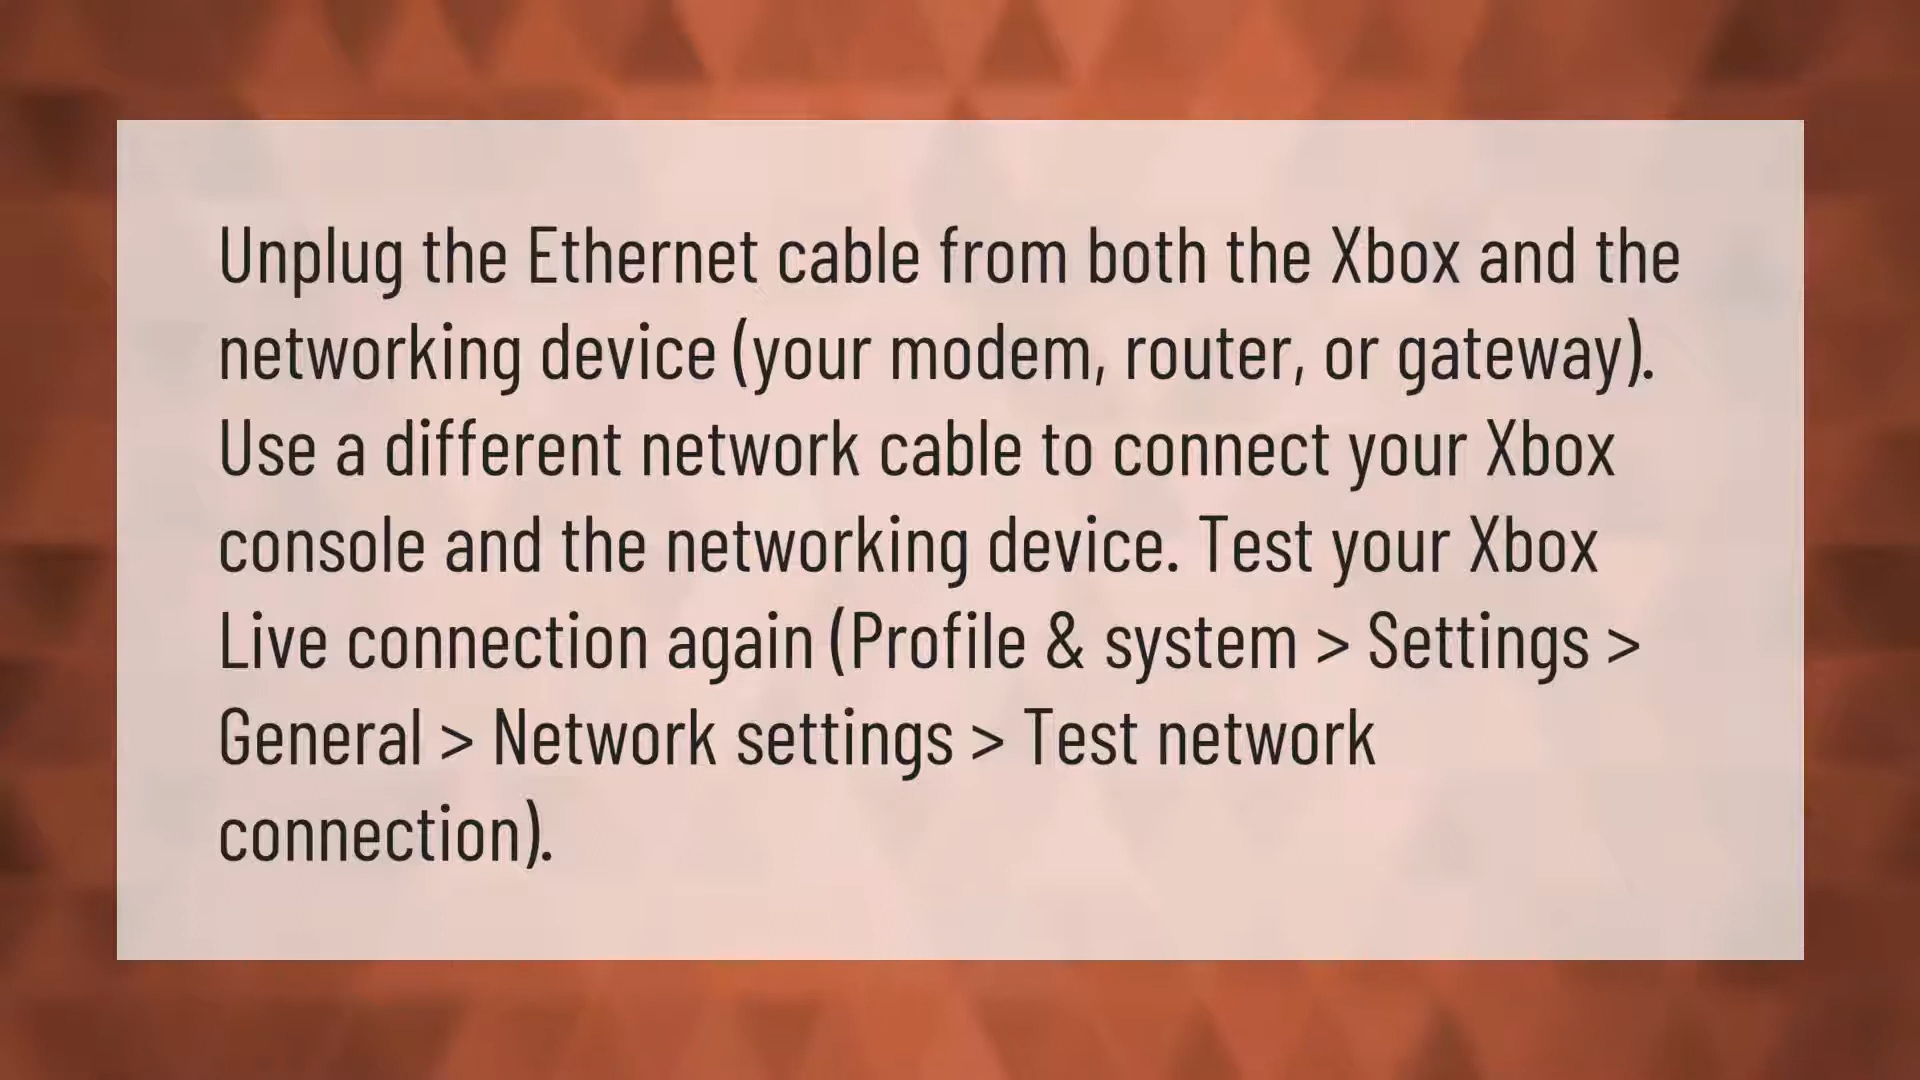 Unplug the Ethernet cable from both the Xbox and the
networking device (your modem, router, or gateway).
Use a different network cable to connect your Xbox
console and the networking device. Test your Xbox
Live connection again (Profile & system > Settings >
General > Network settings > Test network
connection).